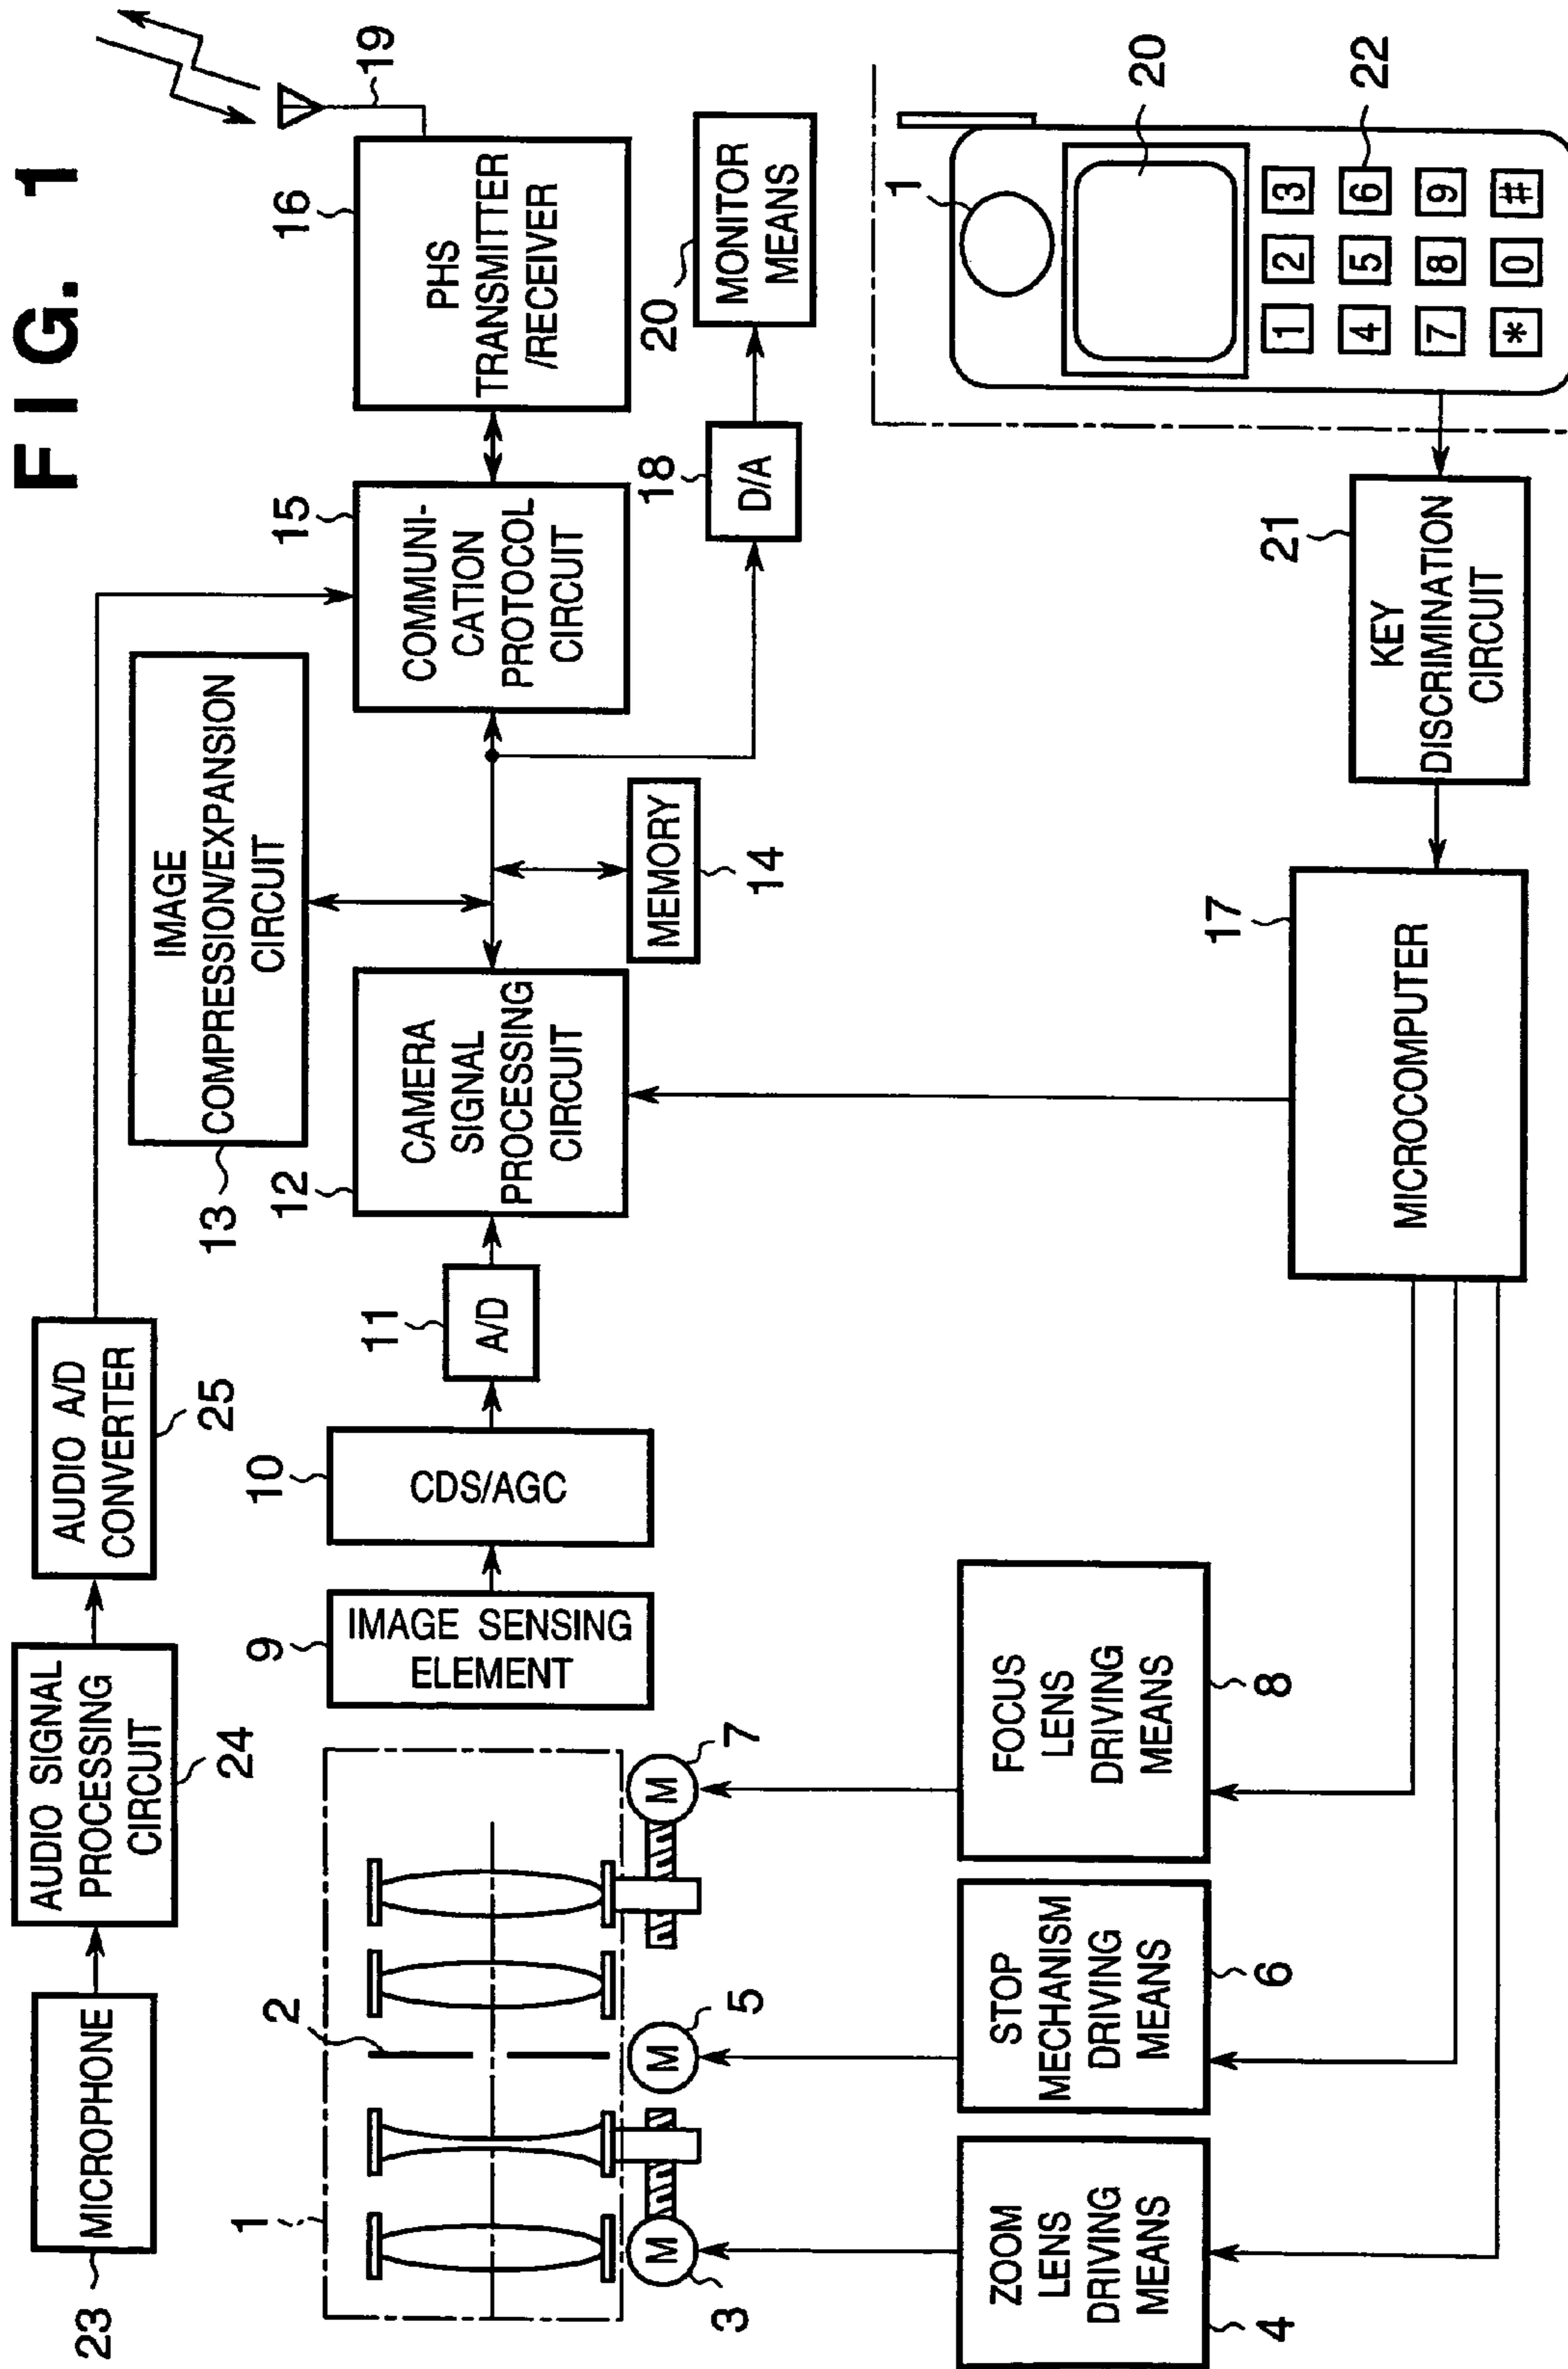 FIG. 1
23
MICROPHONE
AUDIO SIGNAL
PROCESSING
CIRCUIT
24
AUDIO A/D
CONVERTER
25
1
2
3
M
5
M
7
M
9
IMAGE SENSING
ELEMENT
10
CDS/AGC
11
A/D
12
CAMERA
SIGNAL
PROCESSING
CIRCUIT
13
IMAGE
COMPRESSION/EXPANSION
CIRCUIT
MEMORY
14
15
COMMUNI-
CATION
PROTOCOL
CIRCUIT
16
PHS
TRANSMITTER
/RECEIVER
19
18
D/A
20
MONITOR
MEANS
ZOOM
LENS
DRIVING
MEANS
4
STOP
MECHANISM
DRIVING
MEANS
6
FOCUS
LENS
DRIVING
MEANS
8
17
MICROCOMPUTER
21
KEY
DISCRIMINATION
CIRCUIT
1
20
22
1 2 3
4 5 6
7 8 9
* 0 #